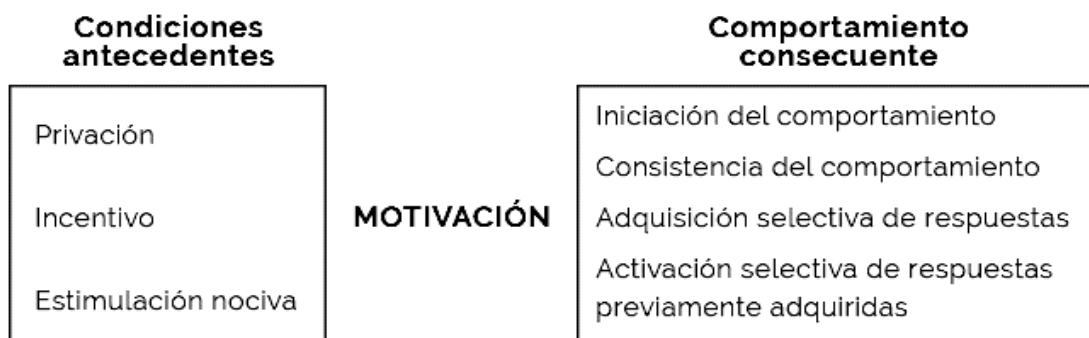 Condiciones
antecedentes
Privación
Incentivo
Estimulación nociva
MOTIVACIÓN
Comportamiento
consecuente
Iniciación del comportamiento
Consistencia del comportamiento
Adquisición selectiva de respuestas
Activación selectiva de respuestas
previamente adquiridas